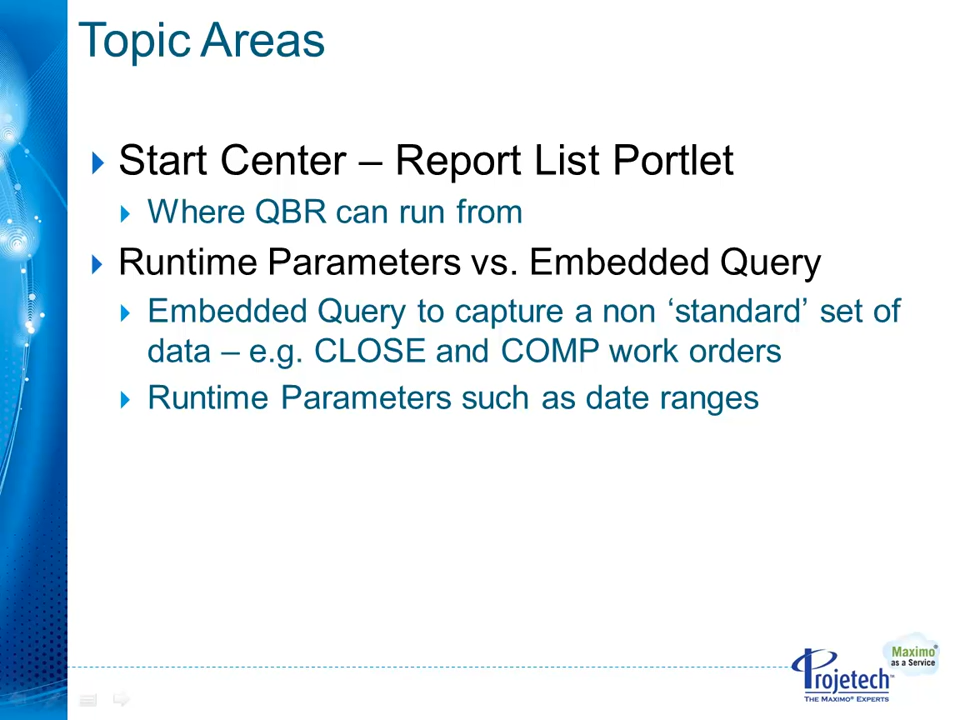 Topic Areas
Start Center – Report List Portlet
Where QBR can run from
Runtime Parameters vs. Embedded Query
Embedded Query to capture a non ‘standard’ set of
data – e.g. CLOSE and COMP work orders
Runtime Parameters such as date ranges
Projetech™
THE MAXIMO® EXPERTS
Maximo®
as a Service